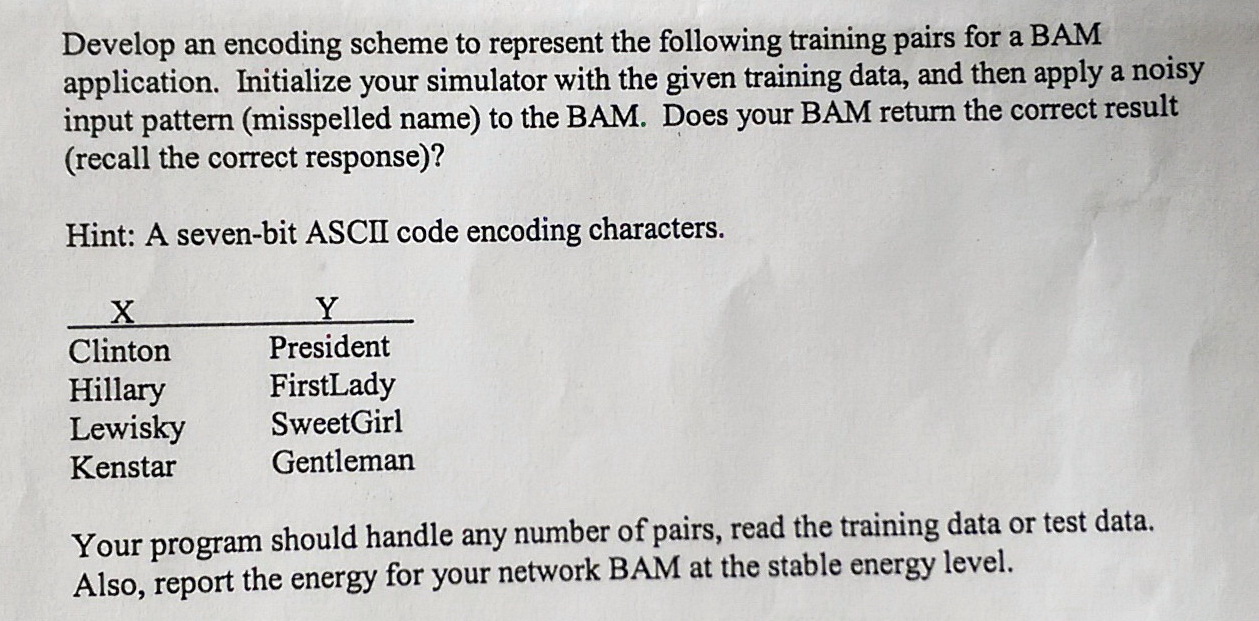 Develop an encoding scheme to represent the following training pairs for a BAM
application. Initialize your simulator with the given training data, and then apply a noisy
input pattern (misspelled name) to the BAM. Does your BAM return the correct result
(recall the correct response)?
Hint: A seven-bit ASCII code encoding characters.
X Y
Clinton President
Hillary FirstLady
Lewisky SweetGirl
Kenstar Gentleman
Your program should handle any number of pairs, read the training data or test data.
Also, report the energy for your network BAM at the stable energy level.